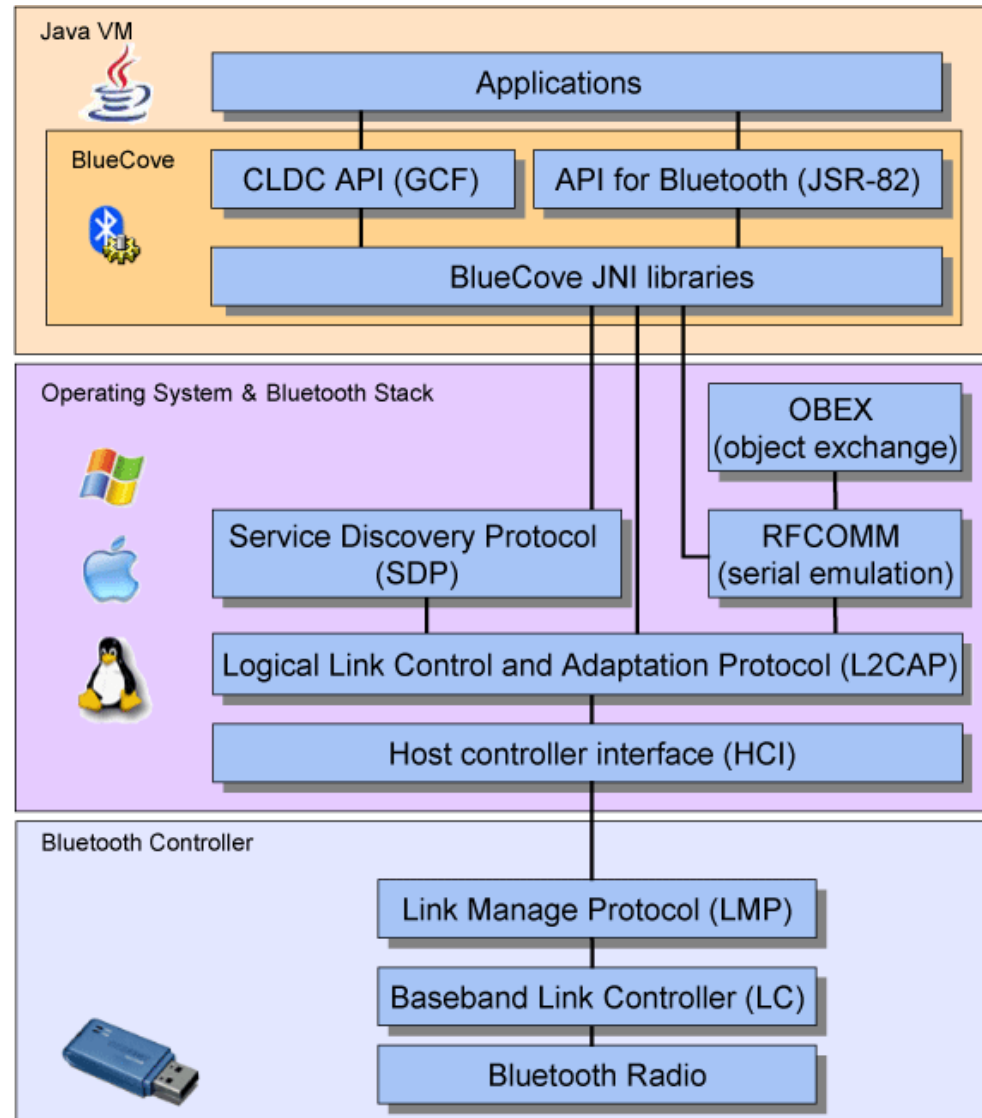 Java VM
Applications
BlueCove
CLDC API (GCF)
API for Bluetooth (JSR-82)
BlueCove JNI libraries
Operating System & Bluetooth Stack
OBEX
(object exchange)
Service Discovery Protocol
(SDP)
RFCOMM
(serial emulation)
Logical Link Control and Adaptation Protocol (L2CAP)
Host controller interface (HCI)
Bluetooth Controller
Link Manage Protocol (LMP)
Baseband Link Controller (LC)
Bluetooth Radio